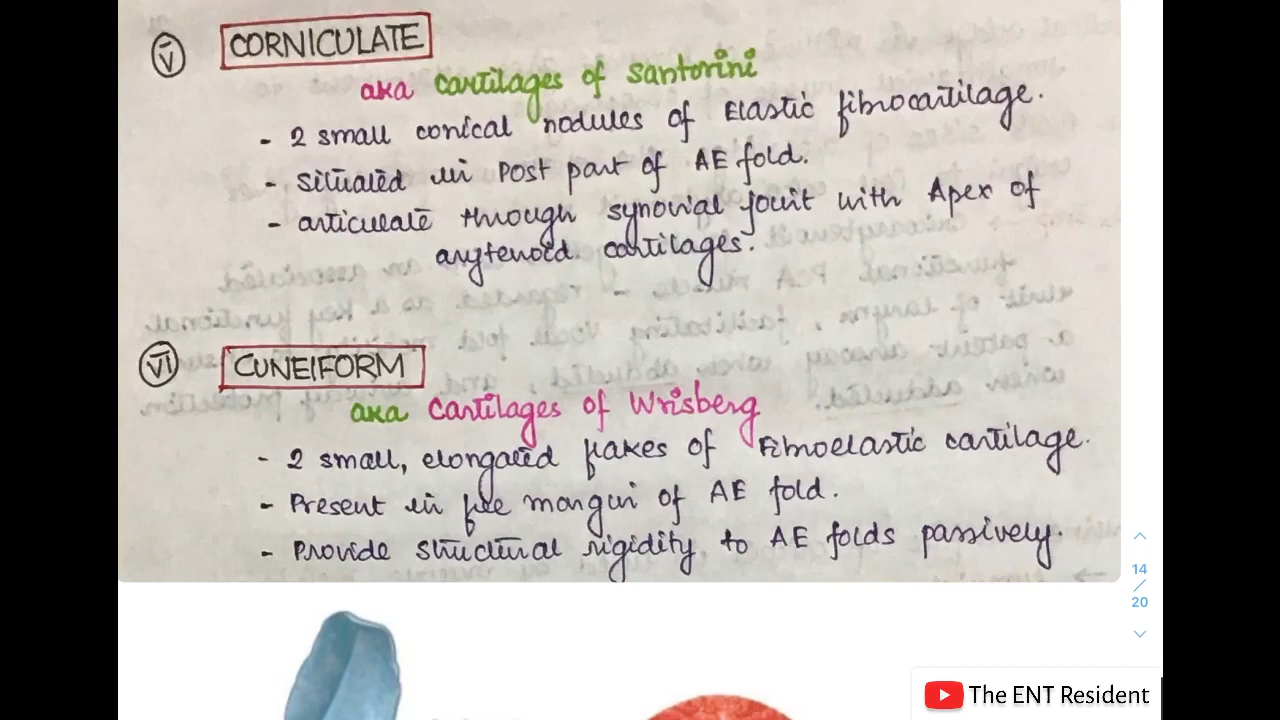 V CORNICULATE
aka cartilages of Santorini
- 2 small conical nodules of Elastic fibrocartilage.
- Situated in Post part of AE fold.
- articulate through synovial joint with Apex of
arytenoid cartilages.
VI CUNEIFORM
aka Cartilages of Wrisberg
- 2 small, elongated flakes of Fibroelastic cartilage.
- Present in free margin of AE fold.
- Provide structural rigidity to AE folds passively.
14
/
20
The ENT Resident